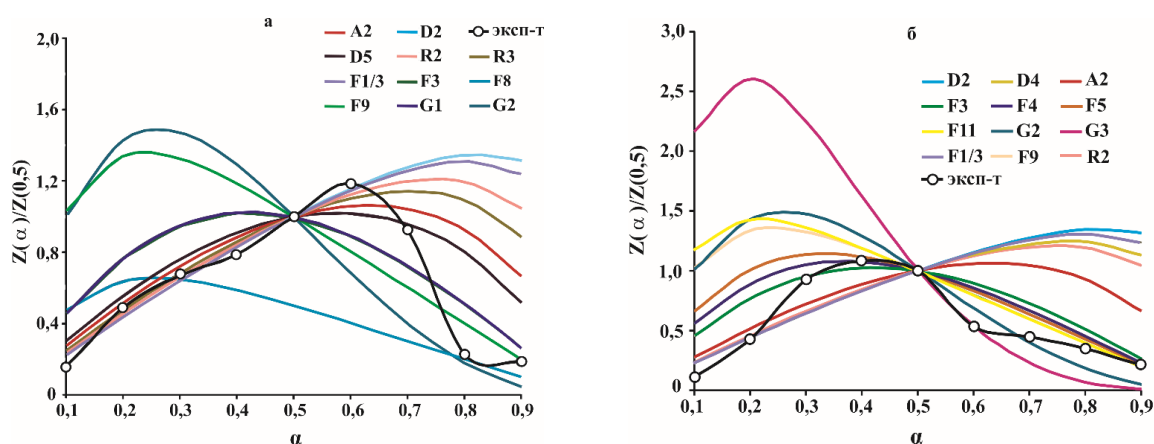 а
2,0
1,6
1,2
0,8
0,4
0
Z(α)/Z(0,5)
A2 D2 эксп-т
D5 R2 R3
F1/3 F3 F8
F9 G1 G2
0,1 0,2 0,3 0,4 0,5 0,6 0,7 0,8 0,9
α
б
3,0
2,5
2,0
1,5
1,0
0,5
0
Z(α)/Z(0,5)
D2 D4 A2
F3 F4 F5
F11 G2 G3
F1/3 F9 R2
эксп-т
0,1 0,2 0,3 0,4 0,5 0,6 0,7 0,8 0,9
α